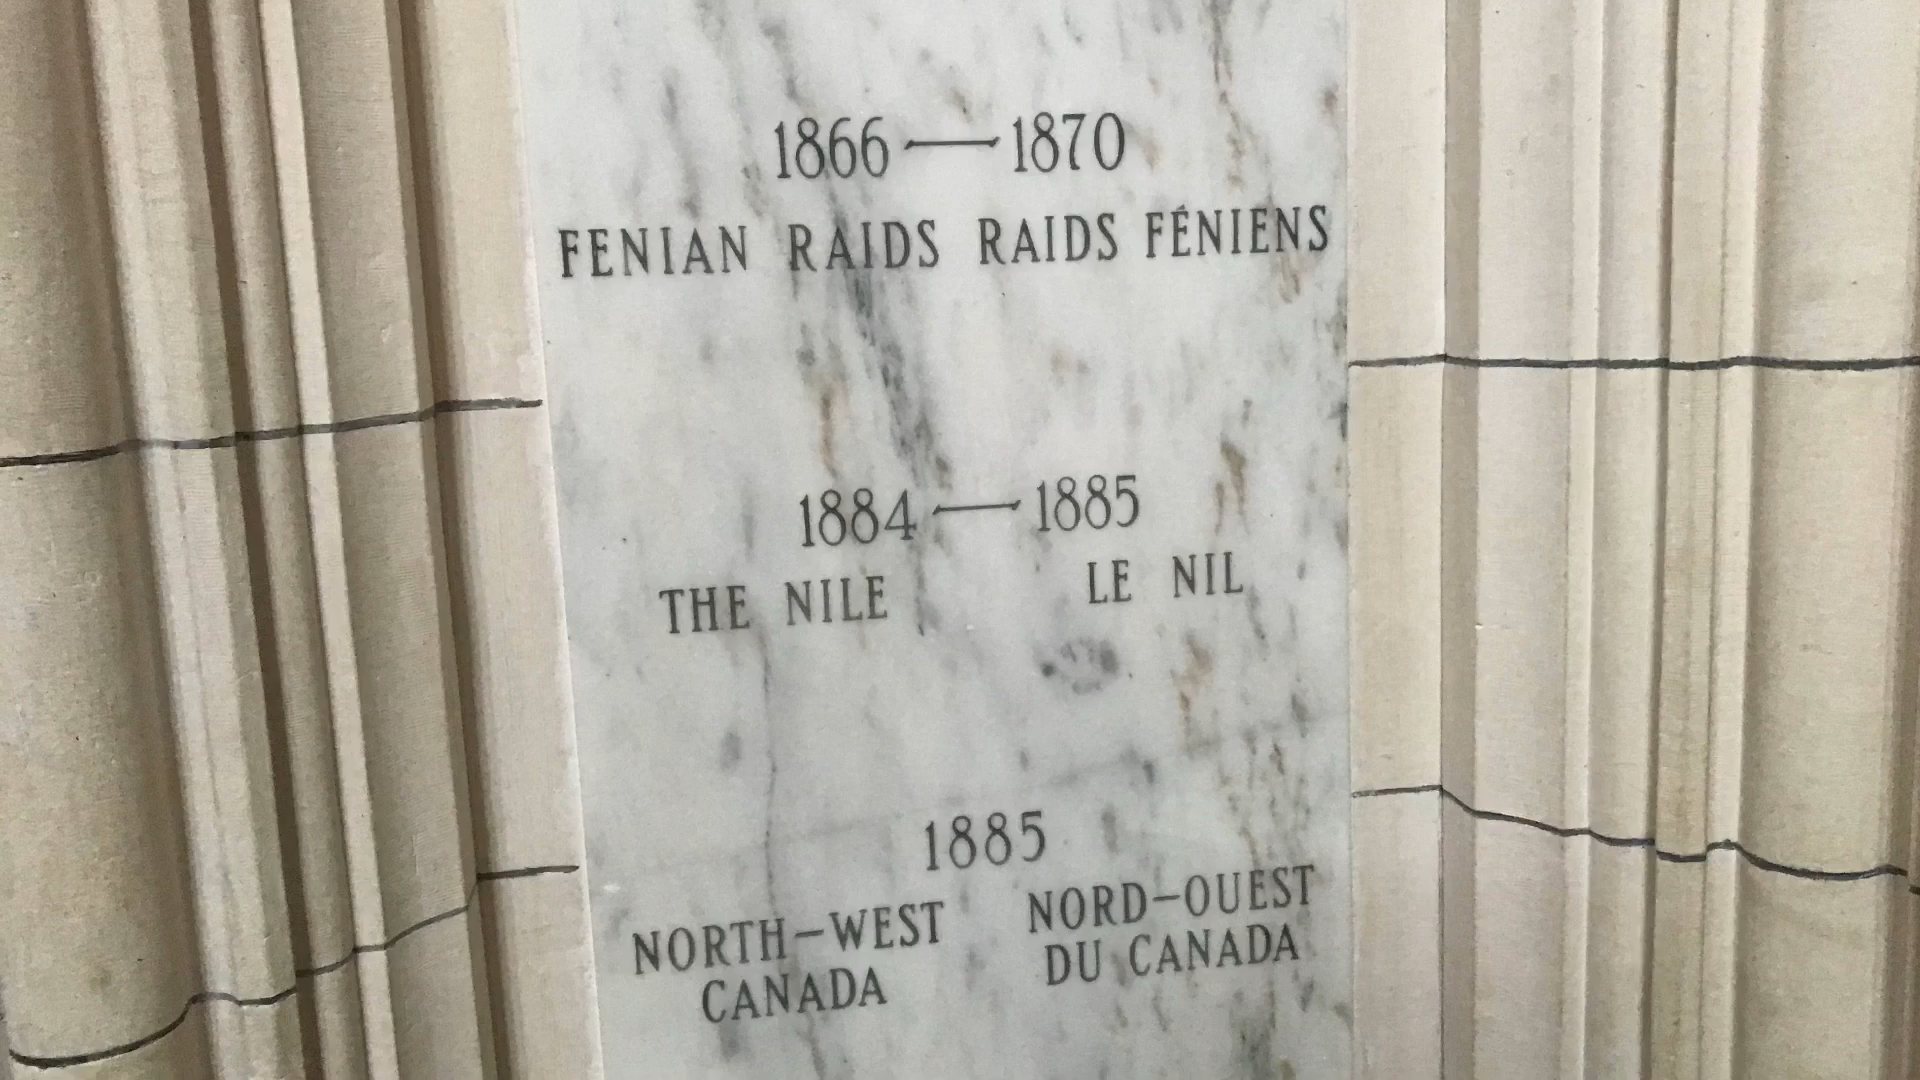 1866 — 1870
FENIAN RAIDS RAIDS FÉNIENS
1884 — 1885
THE NILE LE NIL
1885
NORTH-WEST NORD-OUEST
CANADA DU CANADA